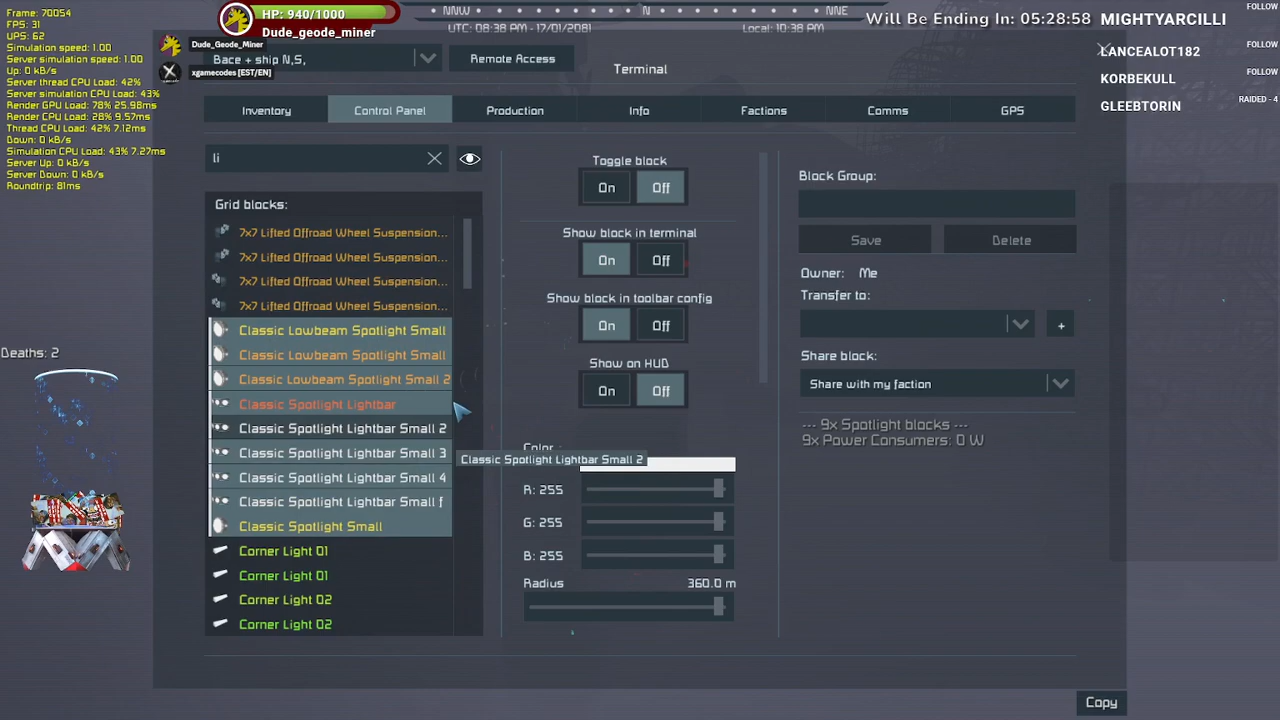 Frame: 70054
FPS: 31
UPS: 62
Simulation speed: 1.00
Server simulation speed: 1.00
Up: 0 kB/s
Server thread CPU Load: 42%
Server simulation CPU Load: 43%
Render GPU Load: 78% 25.98ms
Render CPU Load: 28% 9.57ms
Thread CPU Load: 42% 7.12ms
Down: 0 kB/s
Simulation CPU Load: 43% 7.27ms
Server Up: 0 kB/s
Server Down: 0 kB/s
Roundtrip: 81ms
HP: 940/1000
Dude_geode_miner
Dude_Geode_Miner
xgamecodes [EST/EN]
NNW N NNE
UTC: 08:38 PM - 17/01/2081
Local: 10:38 PM
Will Be Ending In: 05:28:58
MIGHTYARCILLI FOLLOW
LANCEALOT182 FOLLOW
KORBEKULL FOLLOW
GLEEBTORIN RAIDED - 4
Bace + ship N,S,
Remote Access
Terminal
Inventory
Control Panel
Production
Info
Factions
Comms
GPS
li
Grid blocks:
7x7 Lifted Offroad Wheel Suspension...
7x7 Lifted Offroad Wheel Suspension...
7x7 Lifted Offroad Wheel Suspension...
7x7 Lifted Offroad Wheel Suspension...
Classic Lowbeam Spotlight Small
Classic Lowbeam Spotlight Small
Classic Lowbeam Spotlight Small 2
Classic Spotlight Lightbar
Classic Spotlight Lightbar Small 2
Classic Spotlight Lightbar Small 3
Classic Spotlight Lightbar Small 4
Classic Spotlight Lightbar Small f
Classic Spotlight Small
Corner Light 01
Corner Light 01
Corner Light 02
Corner Light 02
Classic Spotlight Lightbar Small 2
Toggle block
On Off
Show block in terminal
On Off
Show block in toolbar config
On Off
Show on HUD
On Off
Color
R: 255
G: 255
B: 255
Radius 360.0 m
Block Group:
Save Delete
Owner: Me
Transfer to:
+
Share block:
Share with my faction
--- 9x Spotlight blocks ---
9x Power Consumers: 0 W
Deaths: 2
Copy